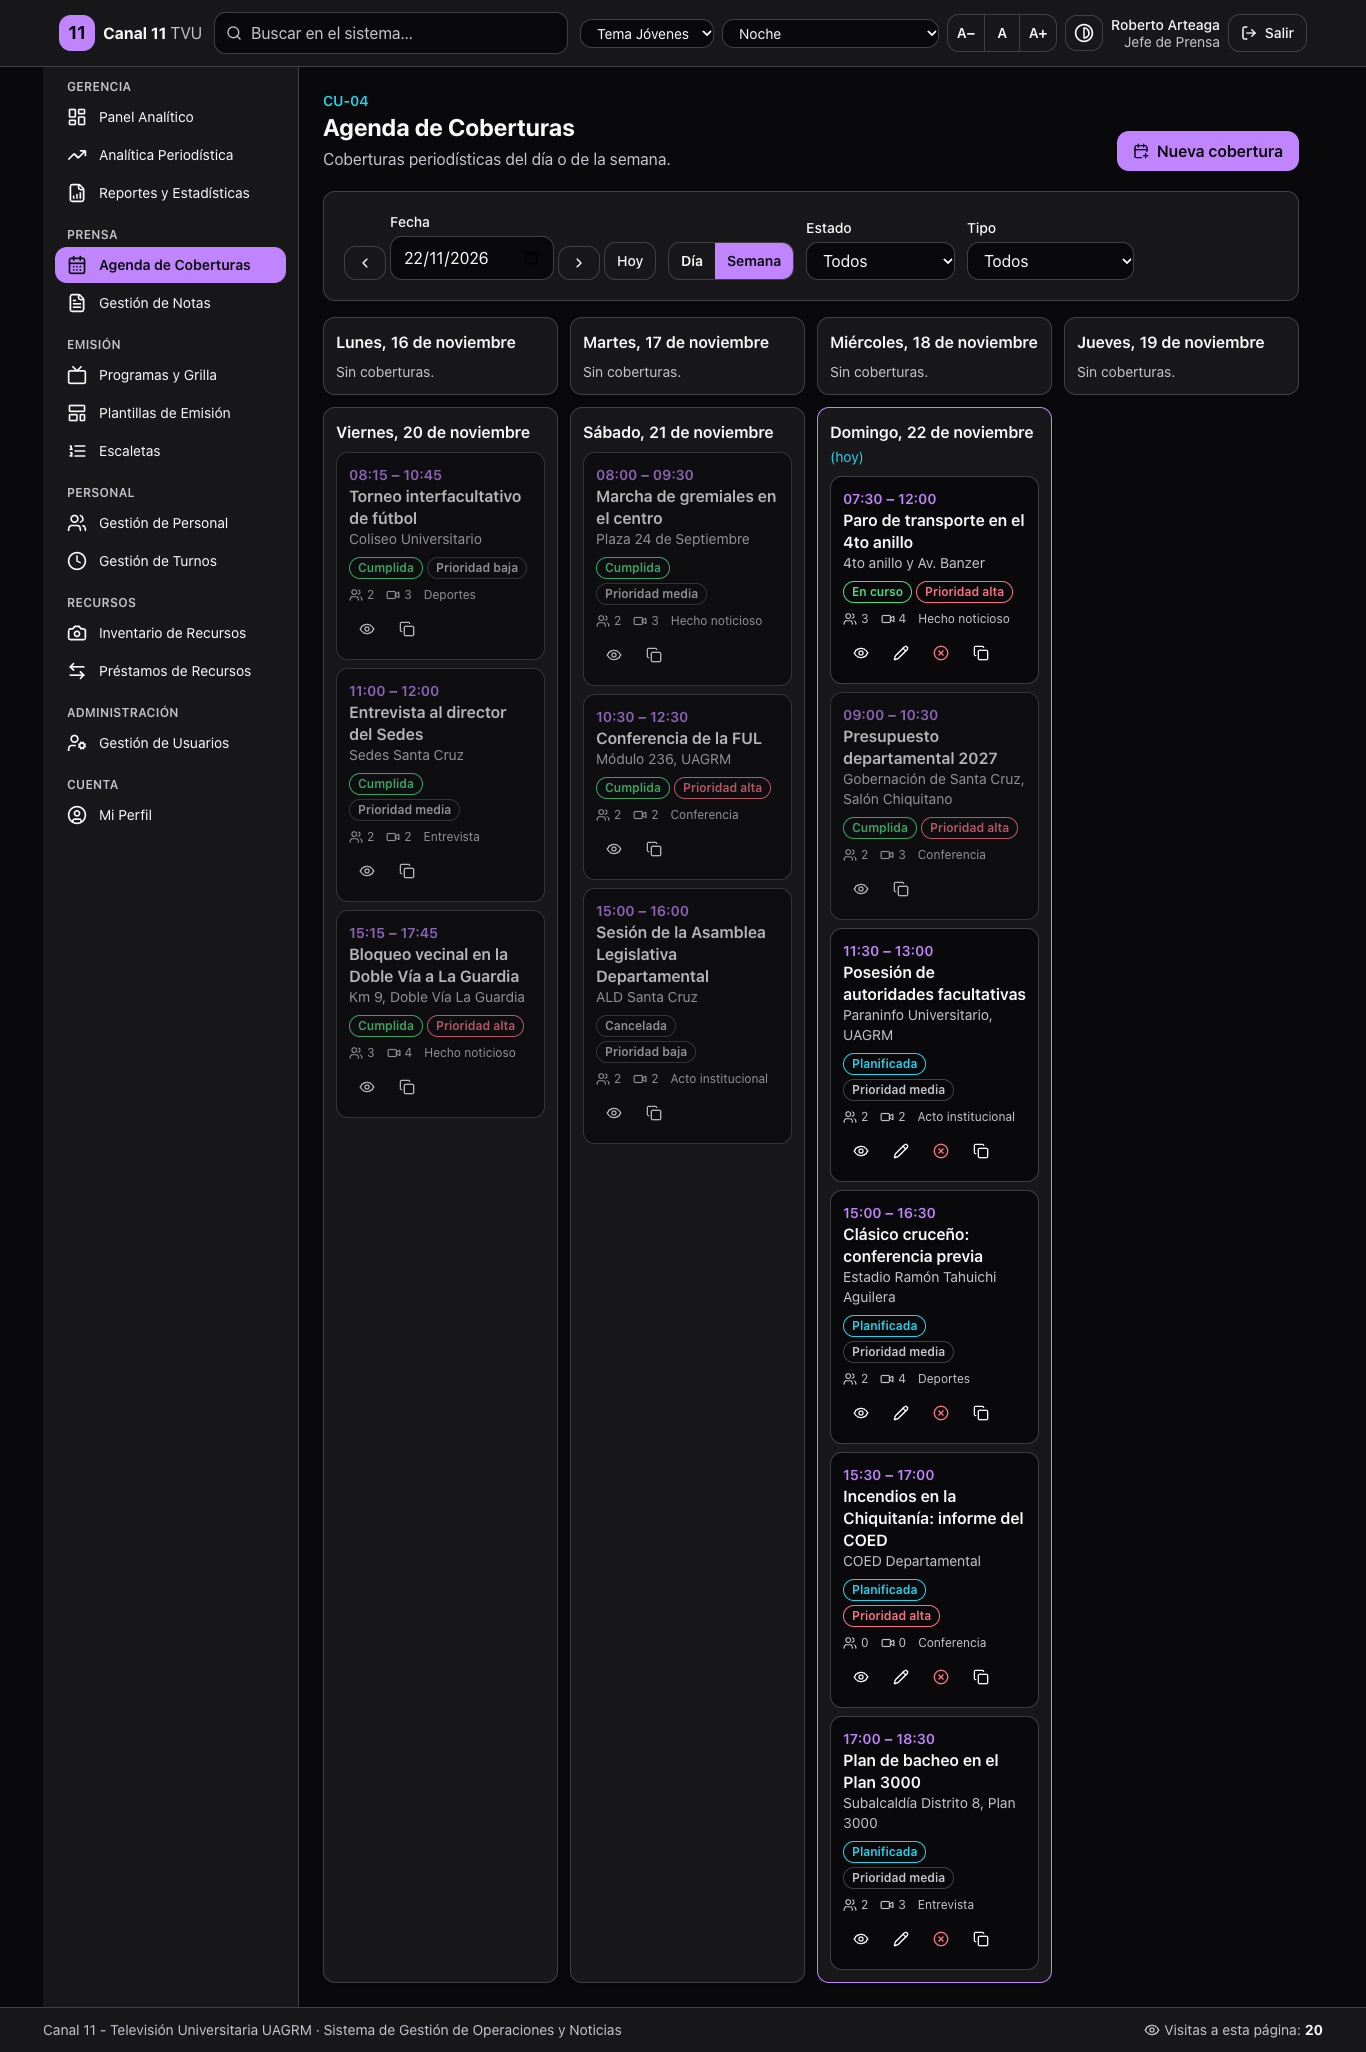 11 Canal 11 TVU
Buscar en el sistema...
Tema Jóvenes
Noche
A−
A
A+
Roberto Arteaga
Jefe de Prensa
Salir
GERENCIA
Panel Analítico
Analítica Periodística
Reportes y Estadísticas
PRENSA
Agenda de Coberturas
Gestión de Notas
EMISIÓN
Programas y Grilla
Plantillas de Emisión
Escaletas
PERSONAL
Gestión de Personal
Gestión de Turnos
RECURSOS
Inventario de Recursos
Préstamos de Recursos
ADMINISTRACIÓN
Gestión de Usuarios
CUENTA
Mi Perfil
CU-04
Agenda de Coberturas
Coberturas periodísticas del día o de la semana.
Nueva cobertura
Fecha
22/11/2026
Hoy
Día
Semana
Estado
Todos
Tipo
Todos
Lunes, 16 de noviembre
Sin coberturas.
Martes, 17 de noviembre
Sin coberturas.
Miércoles, 18 de noviembre
Sin coberturas.
Jueves, 19 de noviembre
Sin coberturas.
Viernes, 20 de noviembre
08:15 – 10:45
Torneo interfacultativo
de fútbol
Coliseo Universitario
Cumplida
Prioridad baja
2 3 Deportes
11:00 – 12:00
Entrevista al director
del Sedes
Sedes Santa Cruz
Cumplida
Prioridad media
2 2 Entrevista
15:15 – 17:45
Bloqueo vecinal en la
Doble Vía a La Guardia
Km 9, Doble Vía La Guardia
Cumplida
Prioridad alta
3 4 Hecho noticioso
Sábado, 21 de noviembre
08:00 – 09:30
Marcha de gremiales en
el centro
Plaza 24 de Septiembre
Cumplida
Prioridad media
2 3 Hecho noticioso
10:30 – 12:30
Conferencia de la FUL
Módulo 236, UAGRM
Cumplida
Prioridad alta
2 2 Conferencia
15:00 – 16:00
Sesión de la Asamblea
Legislativa
Departamental
ALD Santa Cruz
Cancelada
Prioridad baja
2 2 Acto institucional
Domingo, 22 de noviembre
(hoy)
07:30 – 12:00
Paro de transporte en el
4to anillo
4to anillo y Av. Banzer
En curso
Prioridad alta
3 4 Hecho noticioso
09:00 – 10:30
Presupuesto
departamental 2027
Gobernación de Santa Cruz,
Salón Chiquitano
Cumplida
Prioridad alta
2 3 Conferencia
11:30 – 13:00
Posesión de
autoridades facultativas
Paraninfo Universitario,
UAGRM
Planificada
Prioridad media
2 2 Acto institucional
15:00 – 16:30
Clásico cruceño:
conferencia previa
Estadio Ramón Tahuichi
Aguilera
Planificada
Prioridad media
2 4 Deportes
15:30 – 17:00
Incendios en la
Chiquitanía: informe del
COED
COED Departamental
Planificada
Prioridad alta
0 0 Conferencia
17:00 – 18:30
Plan de bacheo en el
Plan 3000
Subalcaldía Distrito 8, Plan
3000
Planificada
Prioridad media
2 3 Entrevista
Canal 11 - Televisión Universitaria UAGRM · Sistema de Gestión de Operaciones y Noticias
Visitas a esta página: 20